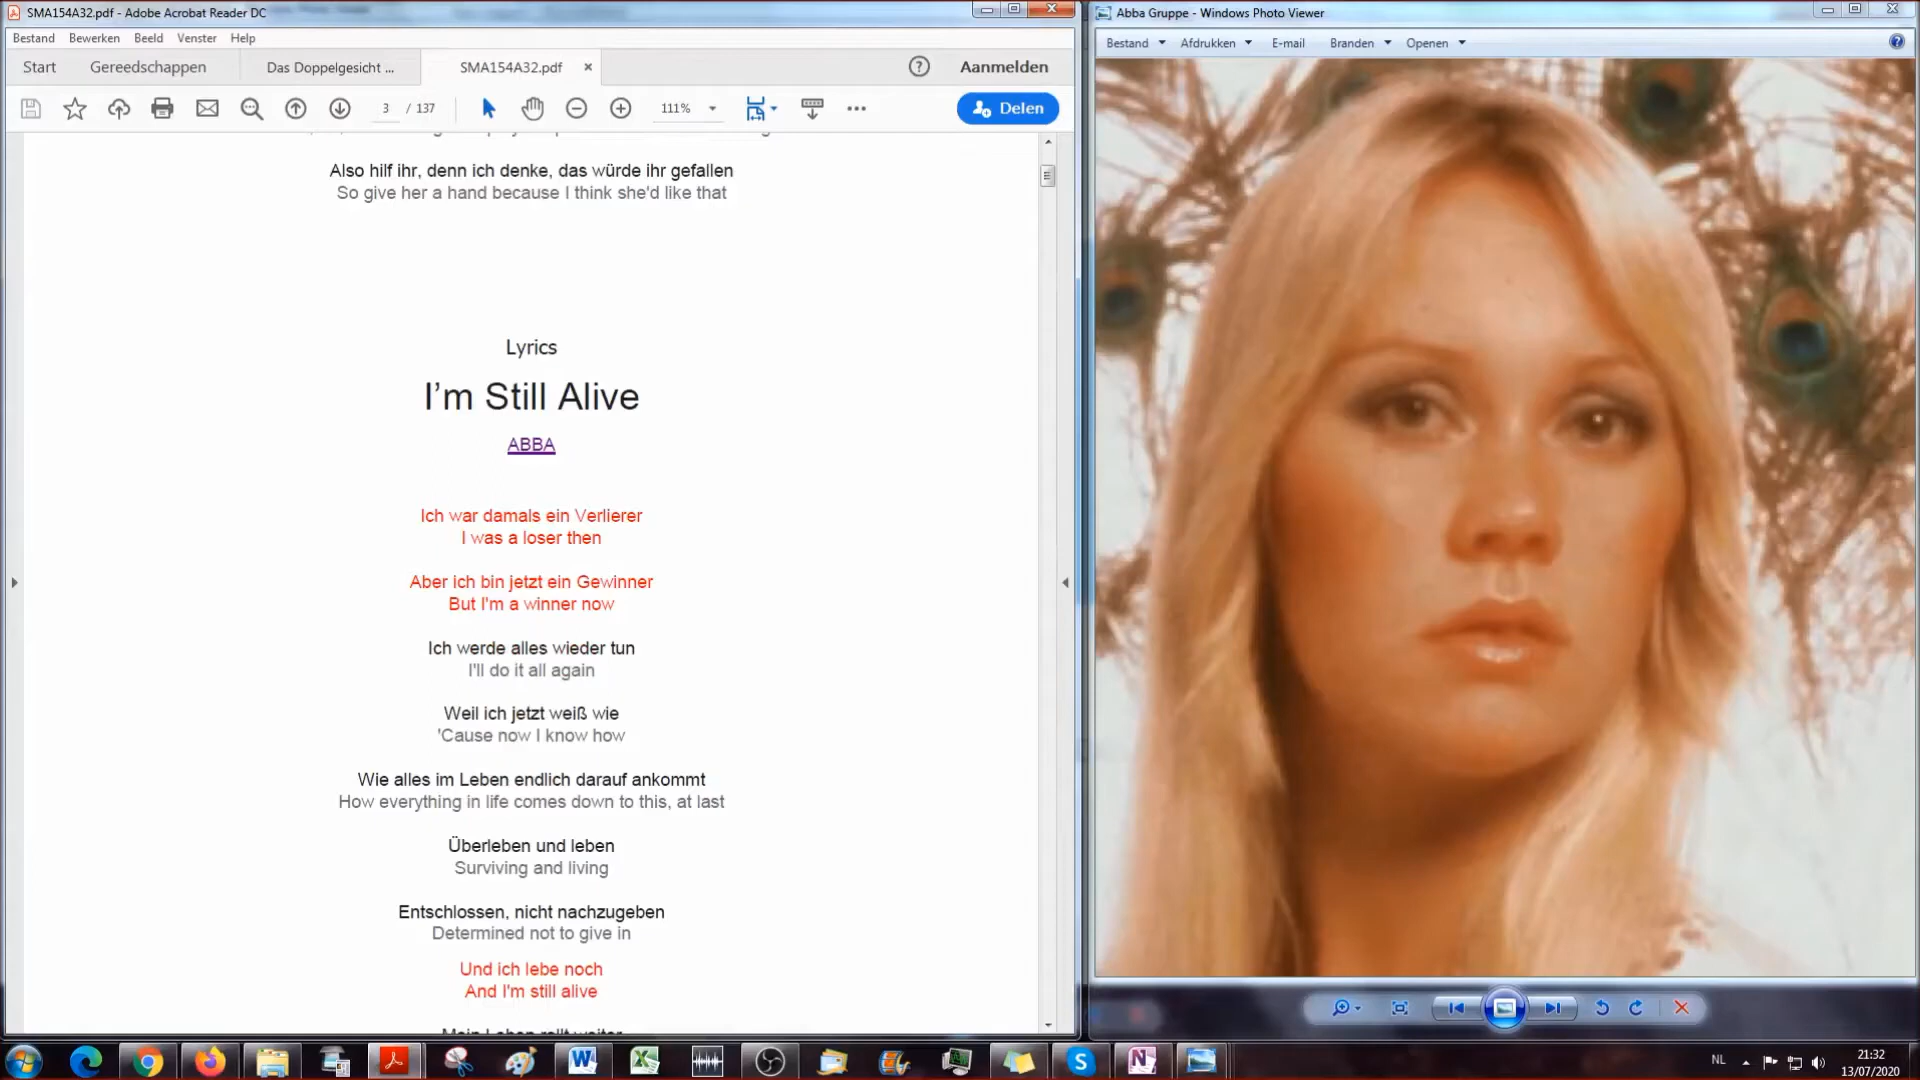 SMA154A32.pdf - Adobe Acrobat Reader DC
Bestand Bewerken Beeld Venster Help
Start Gereedschappen Das Doppelgesicht ... SMA154A32.pdf Aanmelden
3 / 137 111% Delen
Also hilf ihr, denn ich denke, das würde ihr gefallen
So give her a hand because I think she'd like that
Lyrics
I’m Still Alive
ABBA
Ich war damals ein Verlierer
I was a loser then
Aber ich bin jetzt ein Gewinner
But I'm a winner now
Ich werde alles wieder tun
I'll do it all again
Weil ich jetzt weiß wie
'Cause now I know how
Wie alles im Leben endlich darauf ankommt
How everything in life comes down to this, at last
Überleben und leben
Surviving and living
Entschlossen, nicht nachzugeben
Determined not to give in
Und ich lebe noch
And I'm still alive
Abba Gruppe - Windows Photo Viewer
Bestand Afdrukken E-mail Branden Openen
NL
21:32
13/07/2020